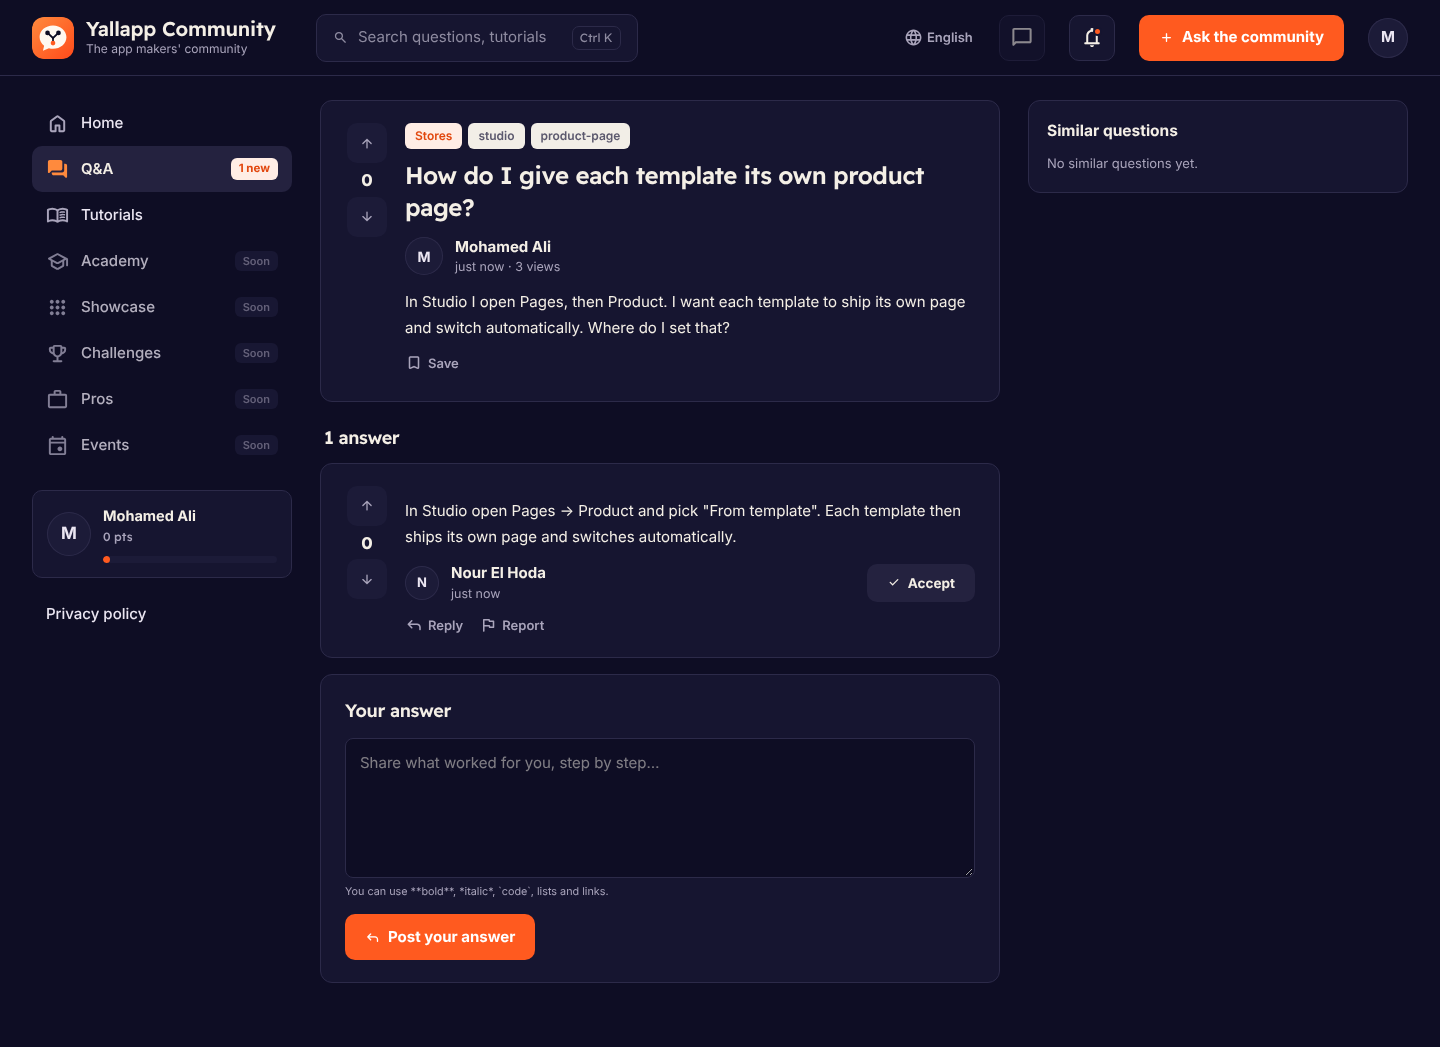 Yallapp Community
The app makers' community
Search questions, tutorials
Ctrl K
English
+ Ask the community
M
Home
Q&A
1 new
Tutorials
Academy
Soon
Showcase
Soon
Challenges
Soon
Pros
Soon
Events
Soon
M
Mohamed Ali
0 pts
Privacy policy
↑
0
↓
Stores
studio
product-page
How do I give each template its own product
page?
M
Mohamed Ali
just now · 3 views
In Studio I open Pages, then Product. I want each template to ship its own page
and switch automatically. Where do I set that?
Save
1 answer
↑
0
↓
In Studio open Pages → Product and pick "From template". Each template then
ships its own page and switches automatically.
N
Nour El Hoda
just now
✓ Accept
Reply
Report
Your answer
Share what worked for you, step by step...
You can use **bold**, *italic*, `code`, lists and links.
Post your answer
Similar questions
No similar questions yet.